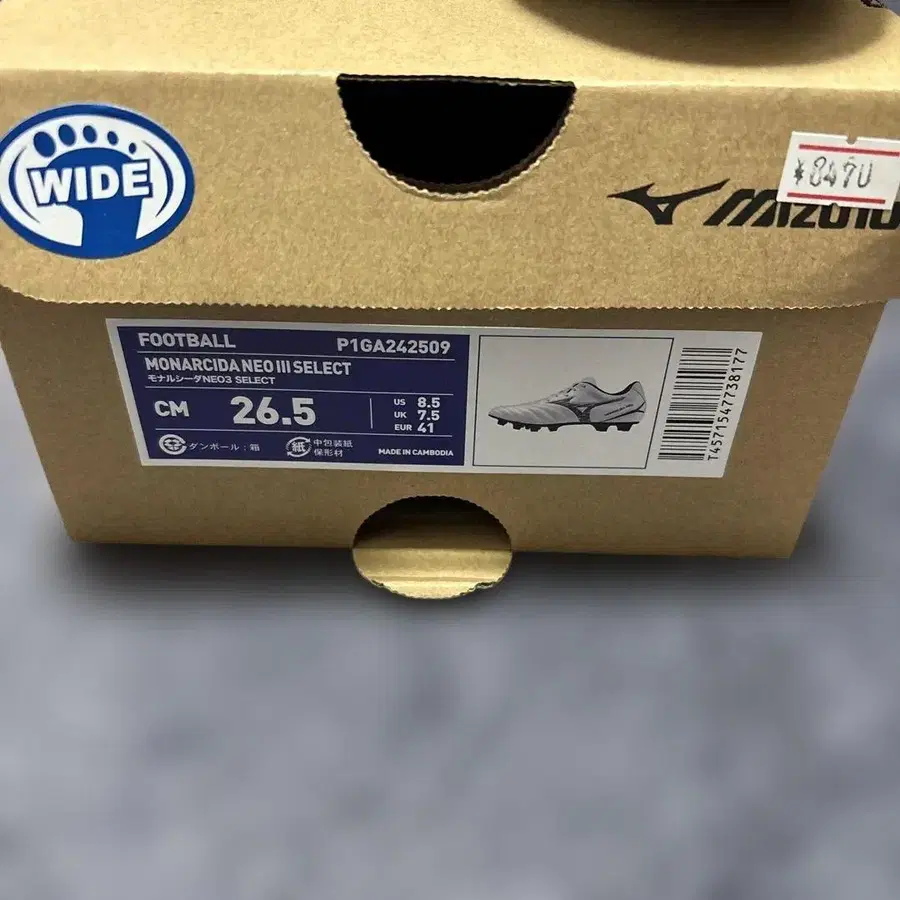 WIDE
¥8470
MIZUNO
FOOTBALL P1GA242509
MONARCIDA NEO III SELECT
モナルシーダNEO3 SELECT
CM 26.5
US 8.5
UK 7.5
EUR 41
ダンボール:箱
紙 中包装紙
保形材
MADE IN CAMBODIA
T4571547738177